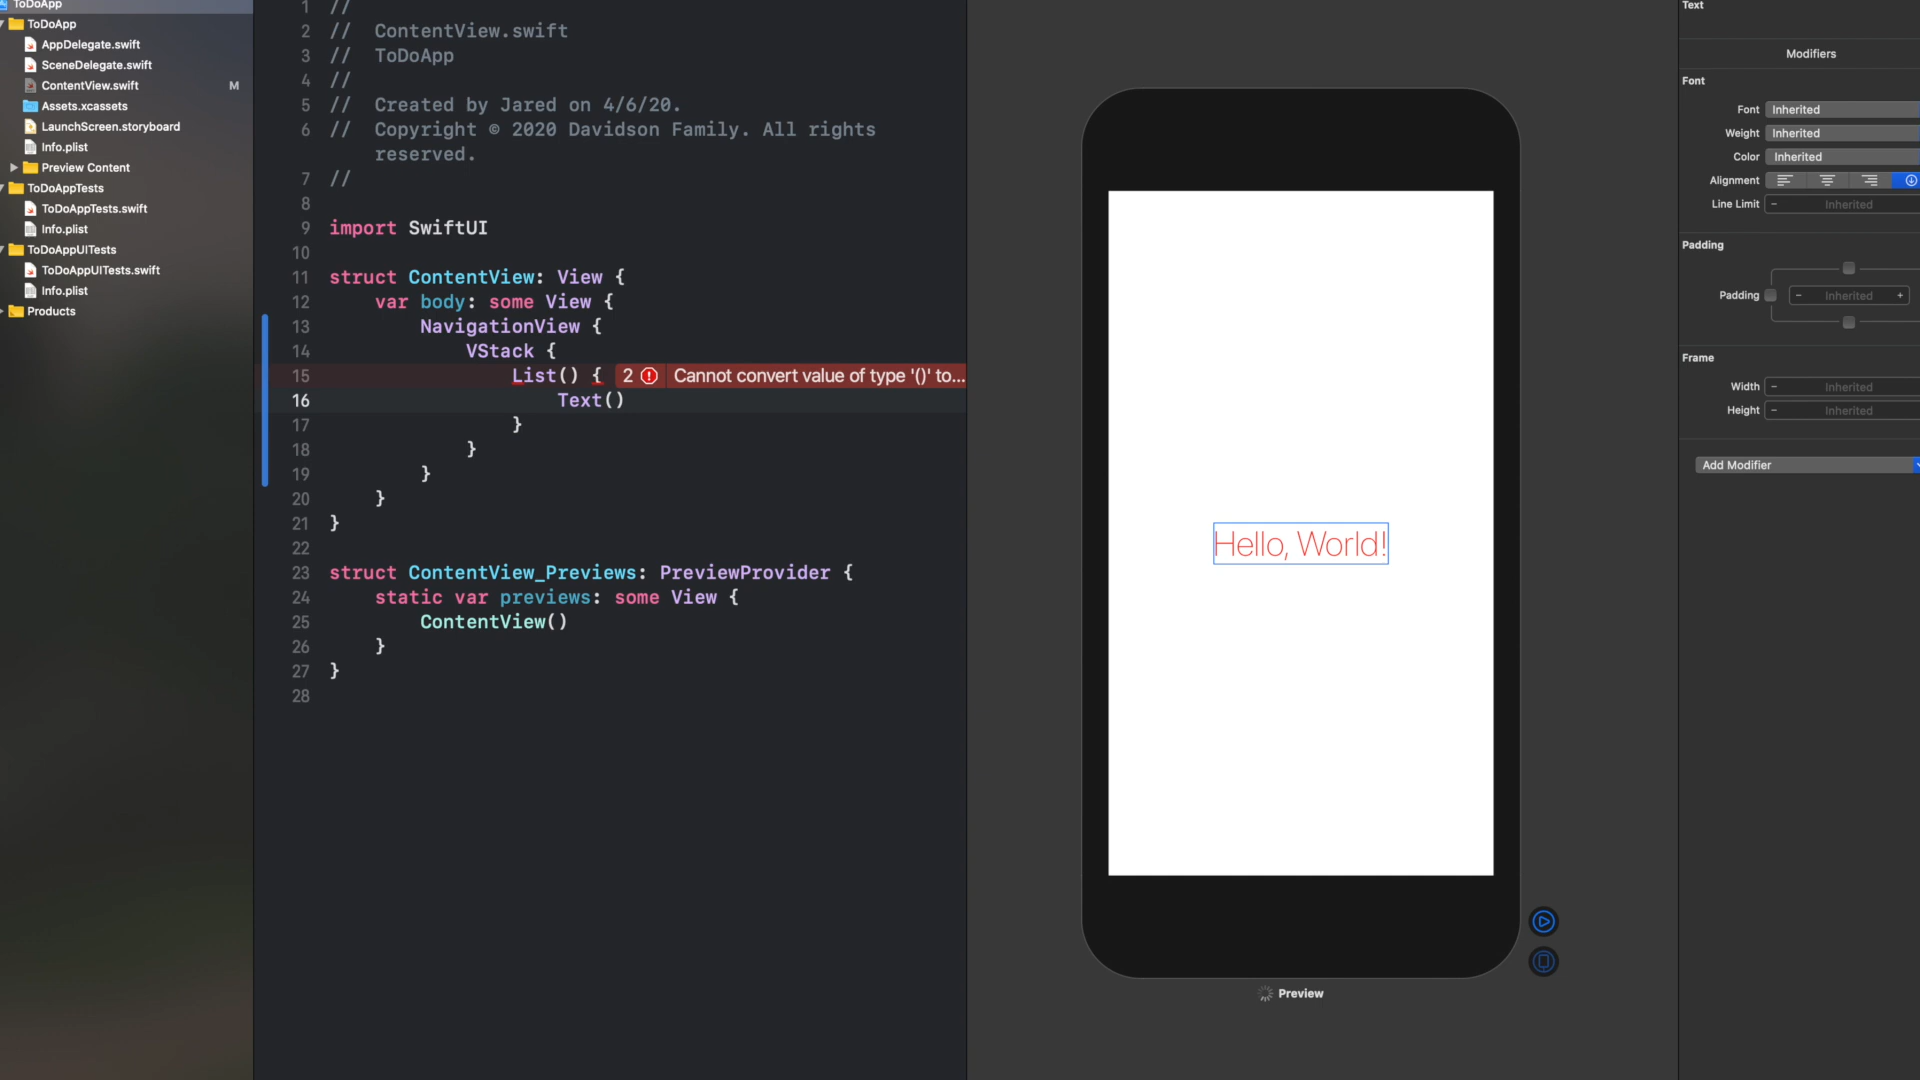 ToDoApp
ToDoApp
AppDelegate.swift
SceneDelegate.swift
ContentView.swift M
Assets.xcassets
LaunchScreen.storyboard
Info.plist
Preview Content
ToDoAppTests
ToDoAppTests.swift
Info.plist
ToDoAppUITests
ToDoAppUITests.swift
Info.plist
Products
1 //
2 // ContentView.swift
3 // ToDoApp
4 //
5 // Created by Jared on 4/6/20.
6 // Copyright © 2020 Davidson Family. All rights
reserved.
7 //
8
9 import SwiftUI
10
11 struct ContentView: View {
12 var body: some View {
13 NavigationView {
14 VStack {
15 List() { 2 Cannot convert value of type '()' to...
16 Text()
17 }
18 }
19 }
20 }
21 }
22
23 struct ContentView_Previews: PreviewProvider {
24 static var previews: some View {
25 ContentView()
26 }
27 }
28
Hello, World!
Preview
Text
Modifiers
Font
Font Inherited
Weight Inherited
Color Inherited
Alignment
Line Limit - Inherited
Padding
Padding - Inherited +
Frame
Width - Inherited
Height - Inherited
Add Modifier